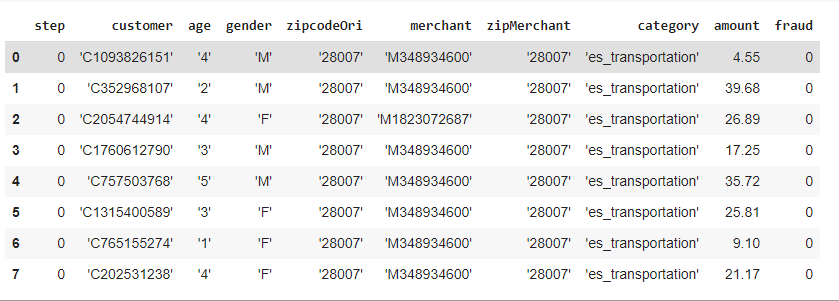 step customer age gender zipcodeOri merchant zipMerchant category amount fraud
0 0 'C1093826151' '4' 'M' '28007' 'M348934600' '28007' 'es_transportation' 4.55 0
1 0 'C352968107' '2' 'M' '28007' 'M348934600' '28007' 'es_transportation' 39.68 0
2 0 'C2054744914' '4' 'F' '28007' 'M1823072687' '28007' 'es_transportation' 26.89 0
3 0 'C1760612790' '3' 'M' '28007' 'M348934600' '28007' 'es_transportation' 17.25 0
4 0 'C757503768' '5' 'M' '28007' 'M348934600' '28007' 'es_transportation' 35.72 0
5 0 'C1315400589' '3' 'F' '28007' 'M348934600' '28007' 'es_transportation' 25.81 0
6 0 'C765155274' '1' 'F' '28007' 'M348934600' '28007' 'es_transportation' 9.10 0
7 0 'C202531238' '4' 'F' '28007' 'M348934600' '28007' 'es_transportation' 21.17 0